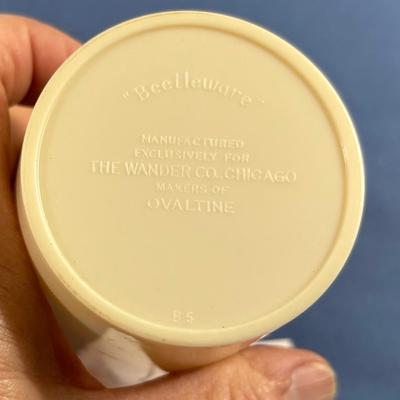 "Beetleware"
MANUFACTURED
EXCLUSIVELY FOR
THE WANDER CO., CHICAGO
MAKERS OF
OVALTINE
B5